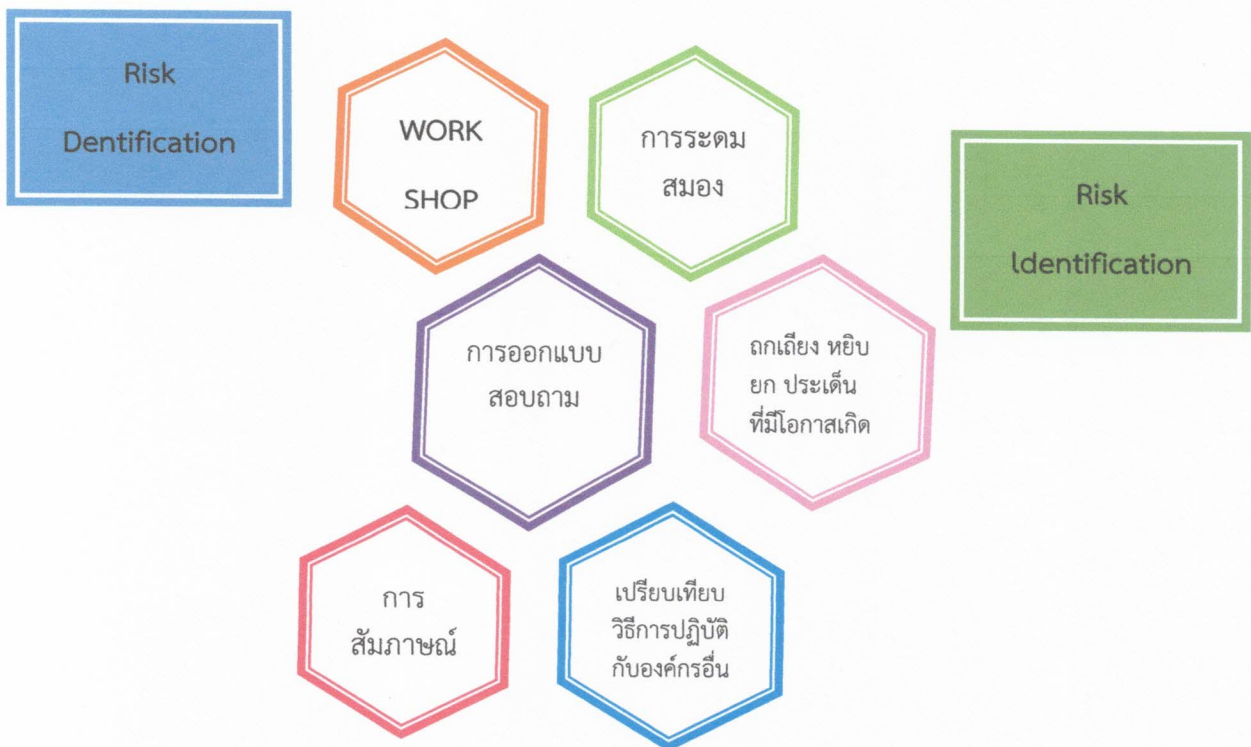 Risk
Dentification
WORK
SHOP
การระดม
สมอง
Risk
ldentification
การออกแบบ
สอบถาม
ถกเถียง หยิบ
ยก ประเด็น
ที่มีโอกาสเกิด
การ
สัมภาษณ์
เปรียบเทียบ
วิธีการปฏิบัติ
กับองค์กรอื่น